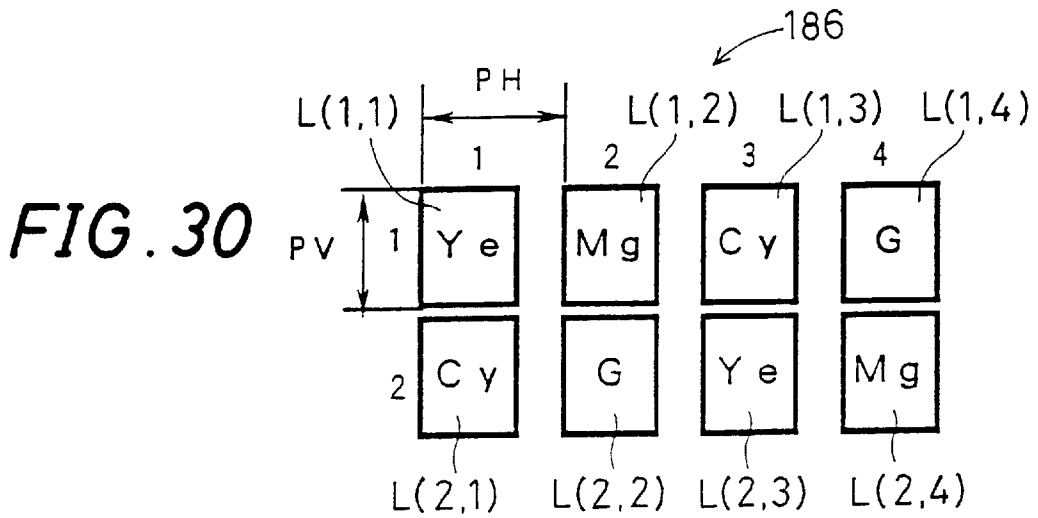 186
PH
L(1,1) L(1,2) L(1,3) L(1,4)
1 2 3 4
FIG. 30
PV 1 Ye Mg Cy G
2 Cy G Ye Mg
L(2,1) L(2,2) L(2,3) L(2,4)